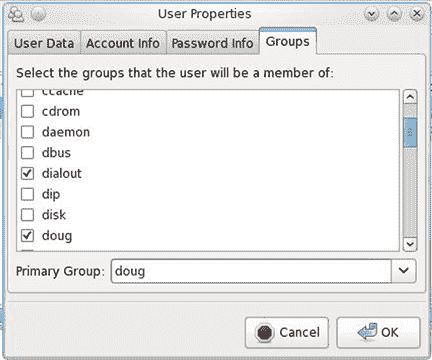 User Properties
User Data
Account Info
Password Info
Groups
Select the groups that the user will be a member of:
ccache
cdrom
daemon
dbus
dialout
dip
disk
doug
Primary Group: doug
Cancel
OK